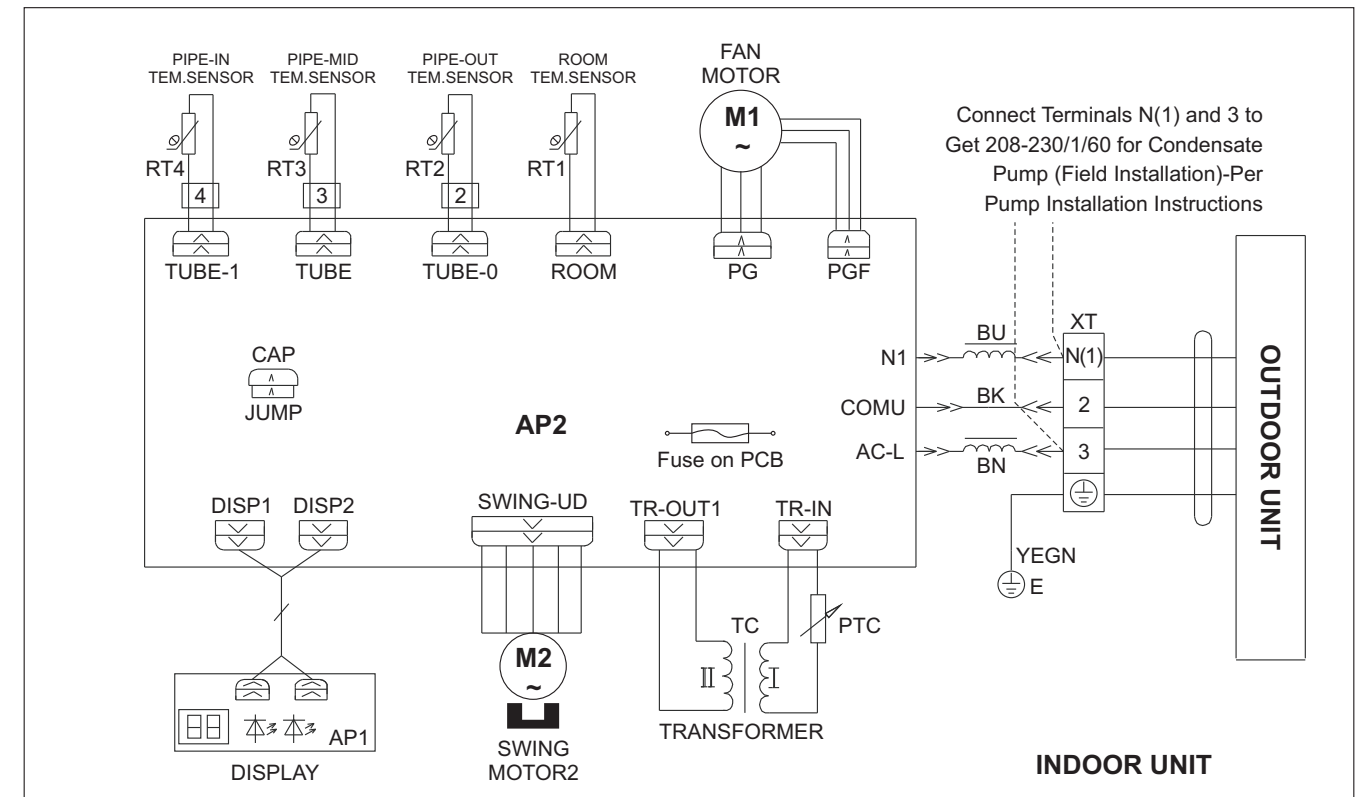 PIPE-IN
TEM.SENSOR
PIPE-MID
TEM.SENSOR
PIPE-OUT
TEM.SENSOR
ROOM
TEM.SENSOR
FAN
MOTOR
M1
~
Connect Terminals N(1) and 3 to
Get 208-230/1/60 for Condensate
Pump (Field Installation)-Per
Pump Installation Instructions
RT4
RT3
RT2
RT1
4
3
2
TUBE-1
TUBE
TUBE-0
ROOM
PG
PGF
CAP
JUMP
AP2
Fuse on PCB
N1
COMU
AC-L
BU
BK
BN
XT
N(1)
2
3
YEGN
E
OUTDOOR UNIT
DISP1
DISP2
SWING-UD
TR-OUT1
TR-IN
M2
~
TC
PTC
II
I
TRANSFORMER
88
AP1
DISPLAY
SWING
MOTOR2
INDOOR UNIT